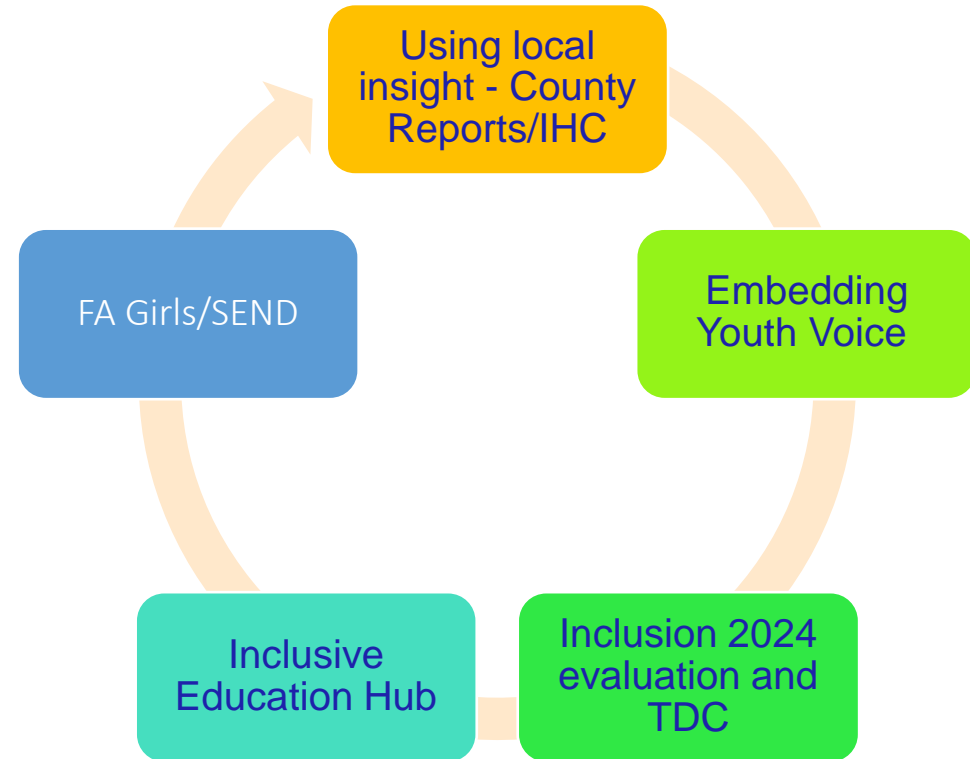 Using local
insight - County
Reports/IHC
Embedding
Youth Voice
Inclusion 2024
evaluation and
TDC
Inclusive
Education Hub
FA Girls/SEND